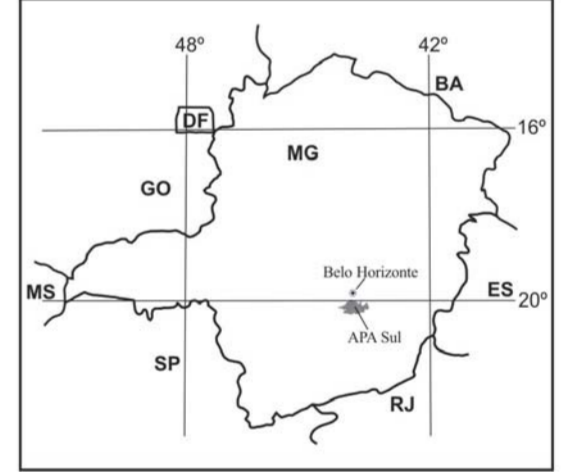 48º
42º
BA
DF
16º
MG
GO
Belo Horizonte
MS
ES
20º
APA Sul
SP
RJ